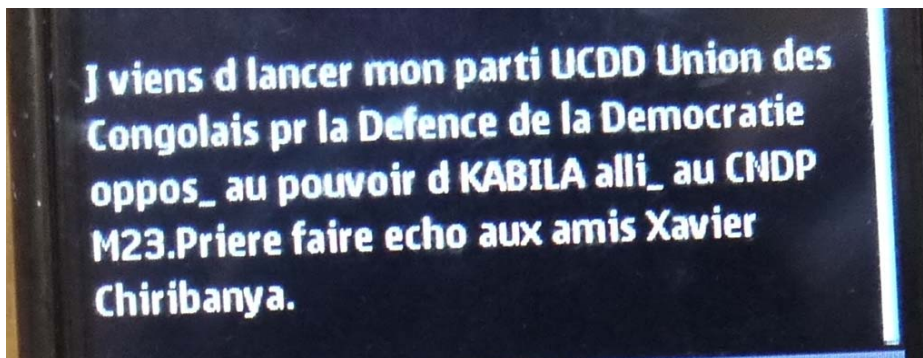 J viens d lancer mon parti UCDD Union des
Congolais pr la Defence de la Democratie
oppos_ au pouvoir d KABILA alli_ au CNDP
M23.Priere faire echo aux amis Xavier
Chiribanya.